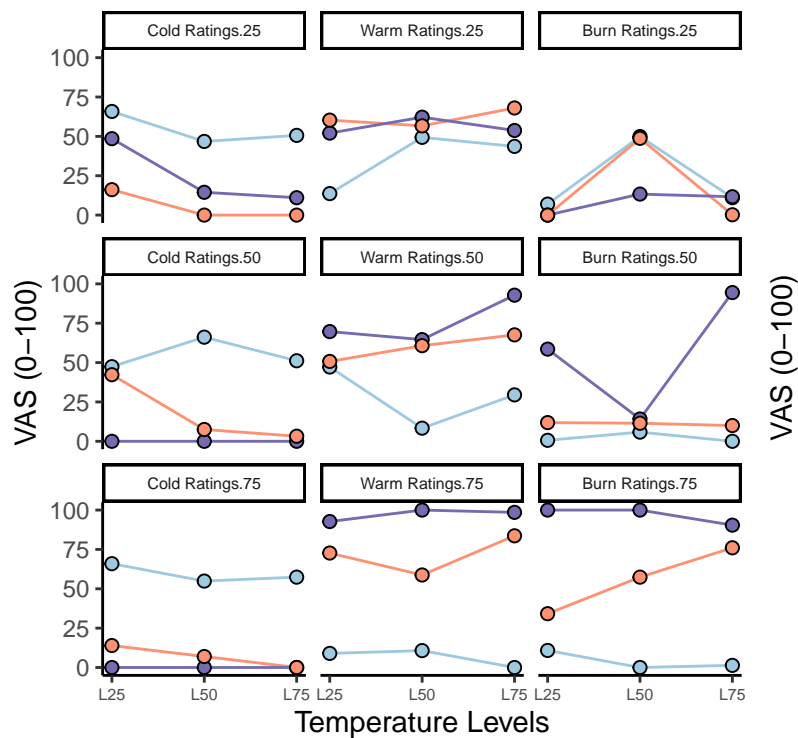 Cold Ratings.25 Warm Ratings.25 Burn Ratings.25
100
75
50
25
0
Cold Ratings.50 Warm Ratings.50 Burn Ratings.50
100
75
50
25
0
VAS (0−100)
VAS (0−100)
Cold Ratings.75 Warm Ratings.75 Burn Ratings.75
100
75
50
25
0
L25 L50 L75 L25 L50 L75 L25 L50 L75
Temperature Levels